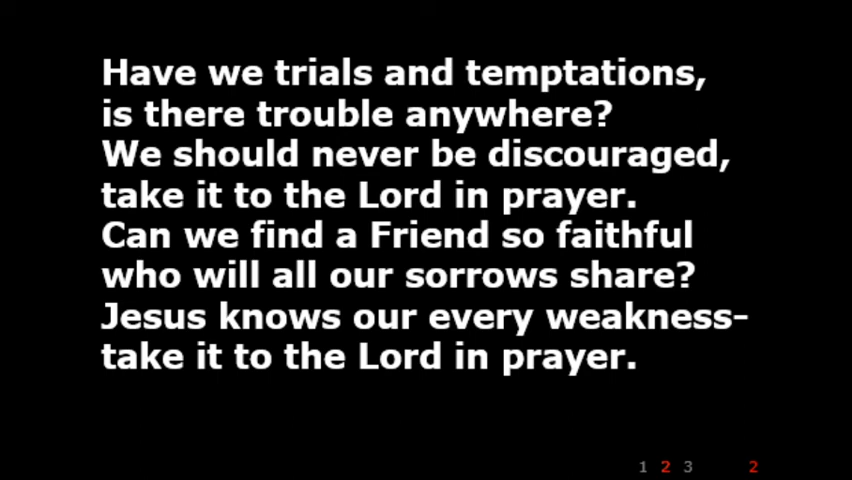 Have we trials and temptations,
is there trouble anywhere?
We should never be discouraged,
take it to the Lord in prayer.
Can we find a Friend so faithful
who will all our sorrows share?
Jesus knows our every weakness-
take it to the Lord in prayer.
1 2 3 2